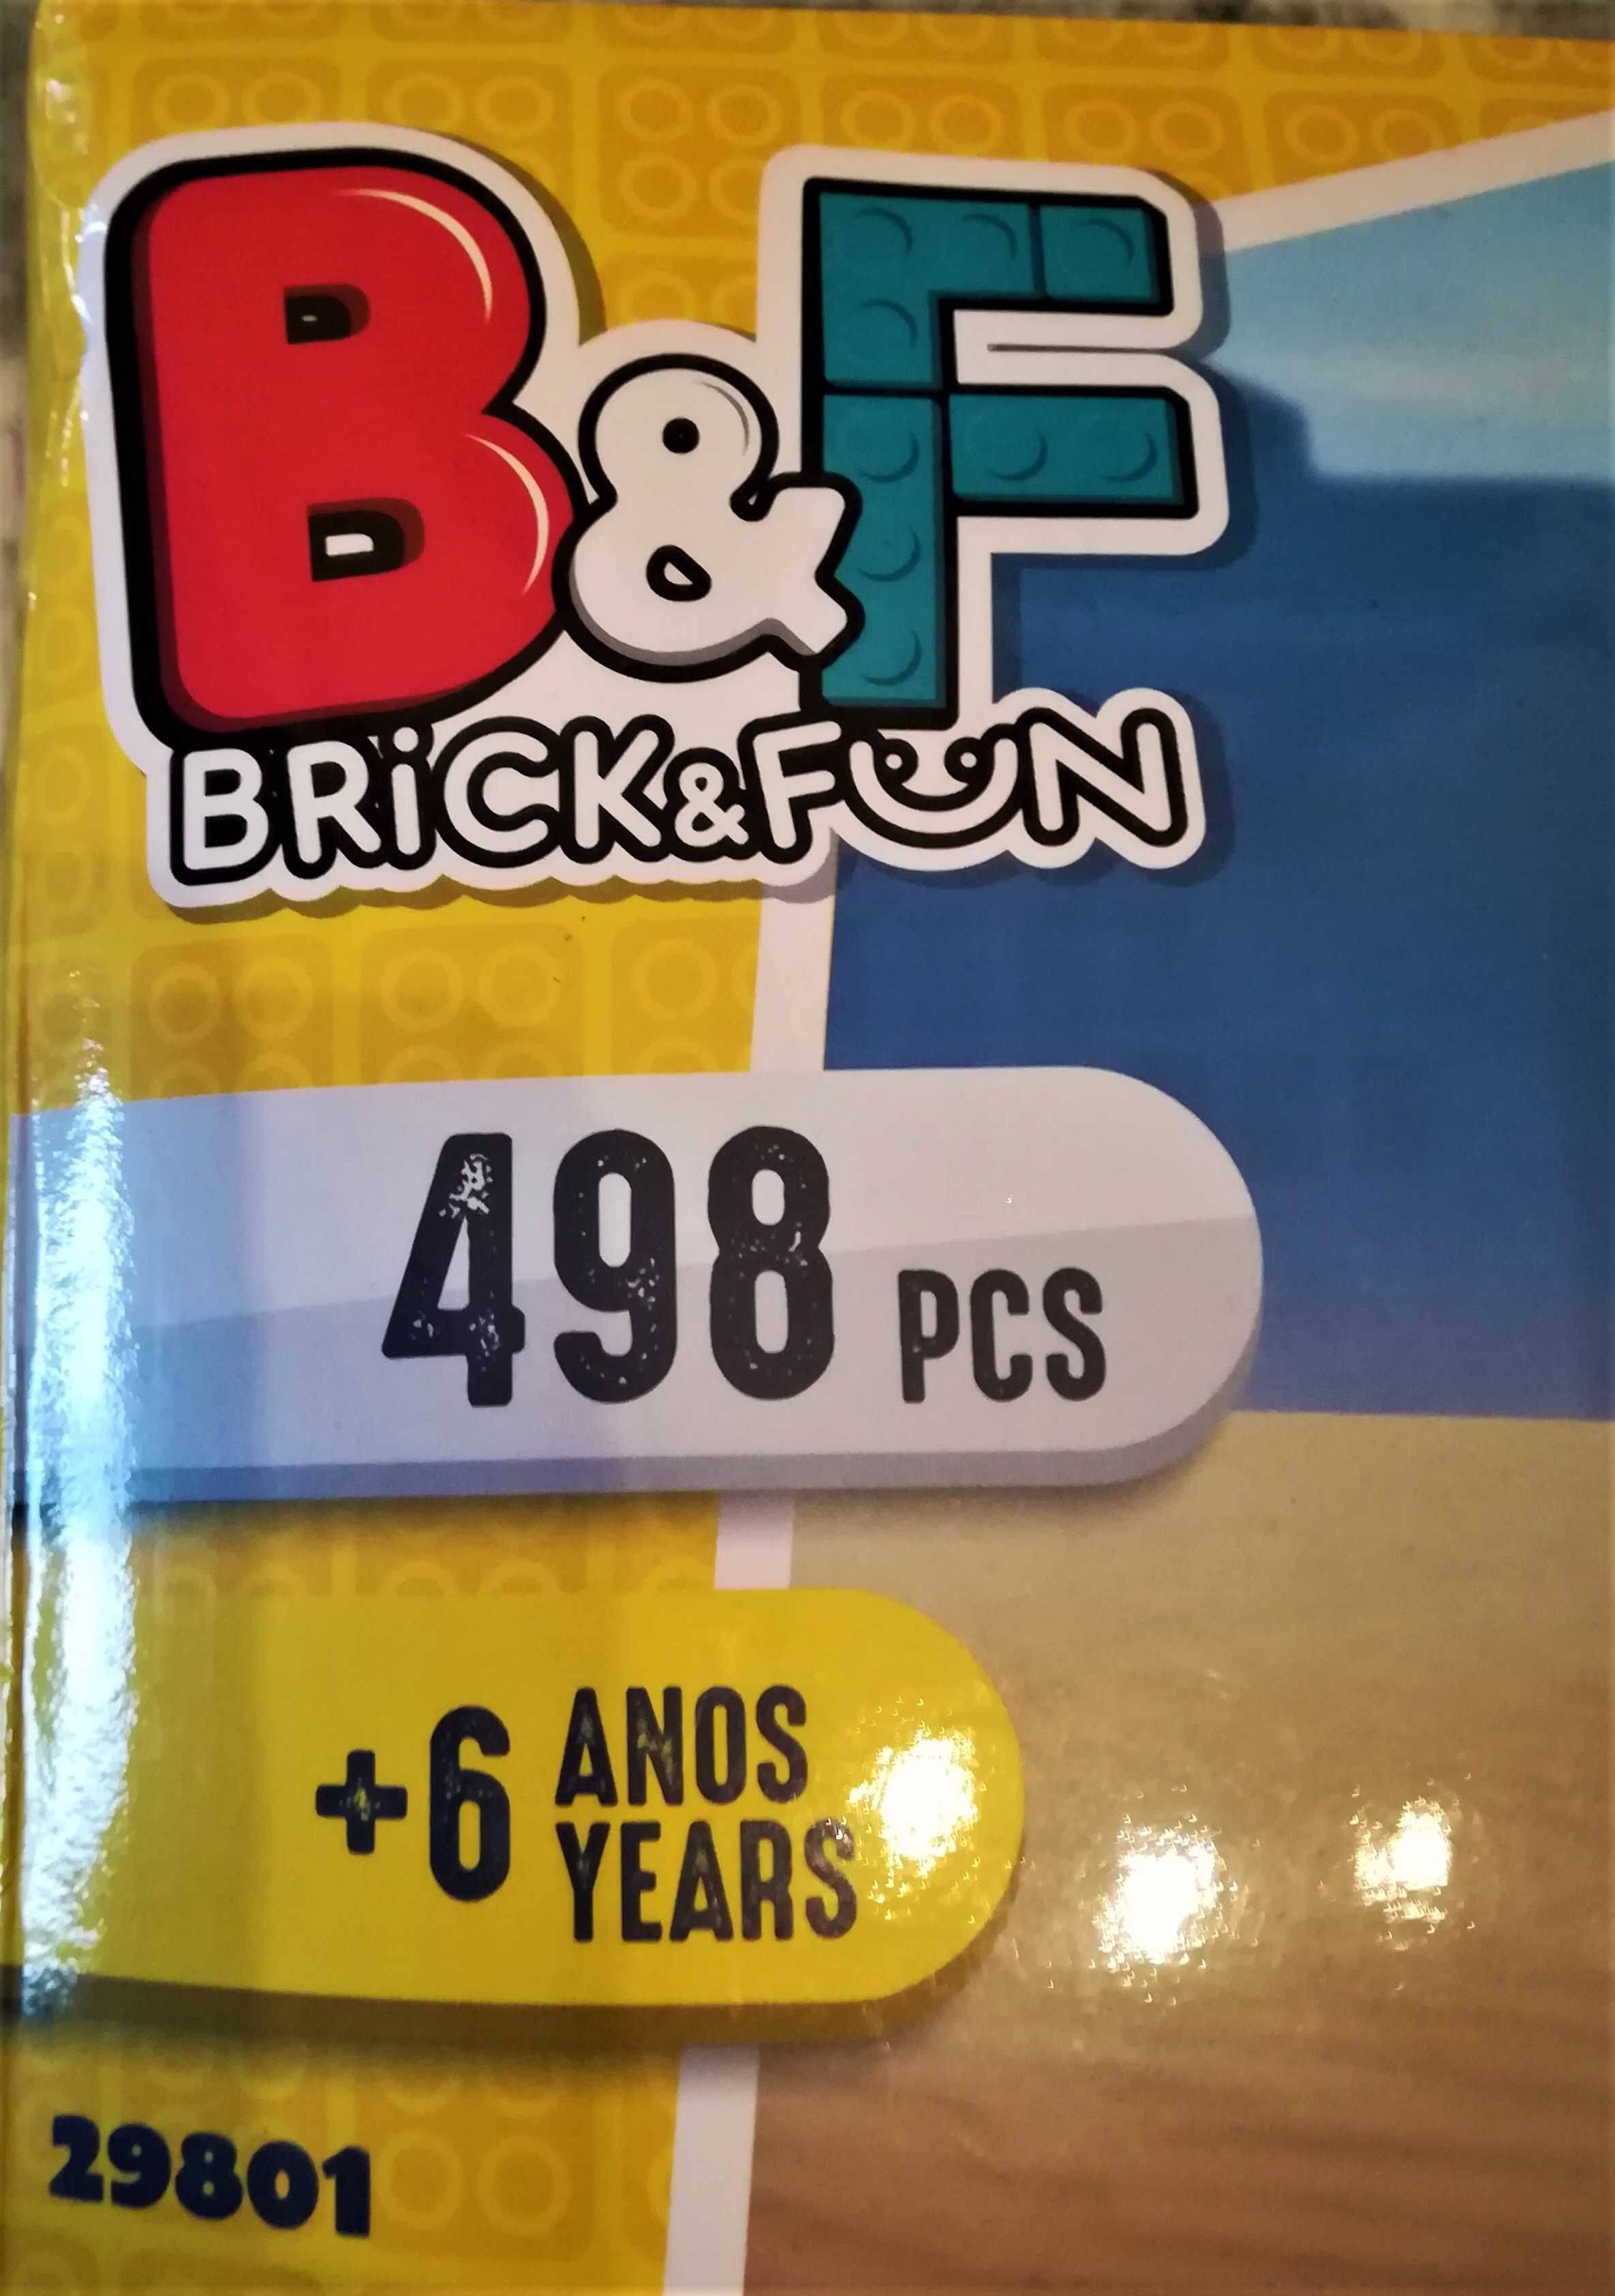 B&F
BRiCK&FUN
498 PCS
+6 ANOS
YEARS
29801